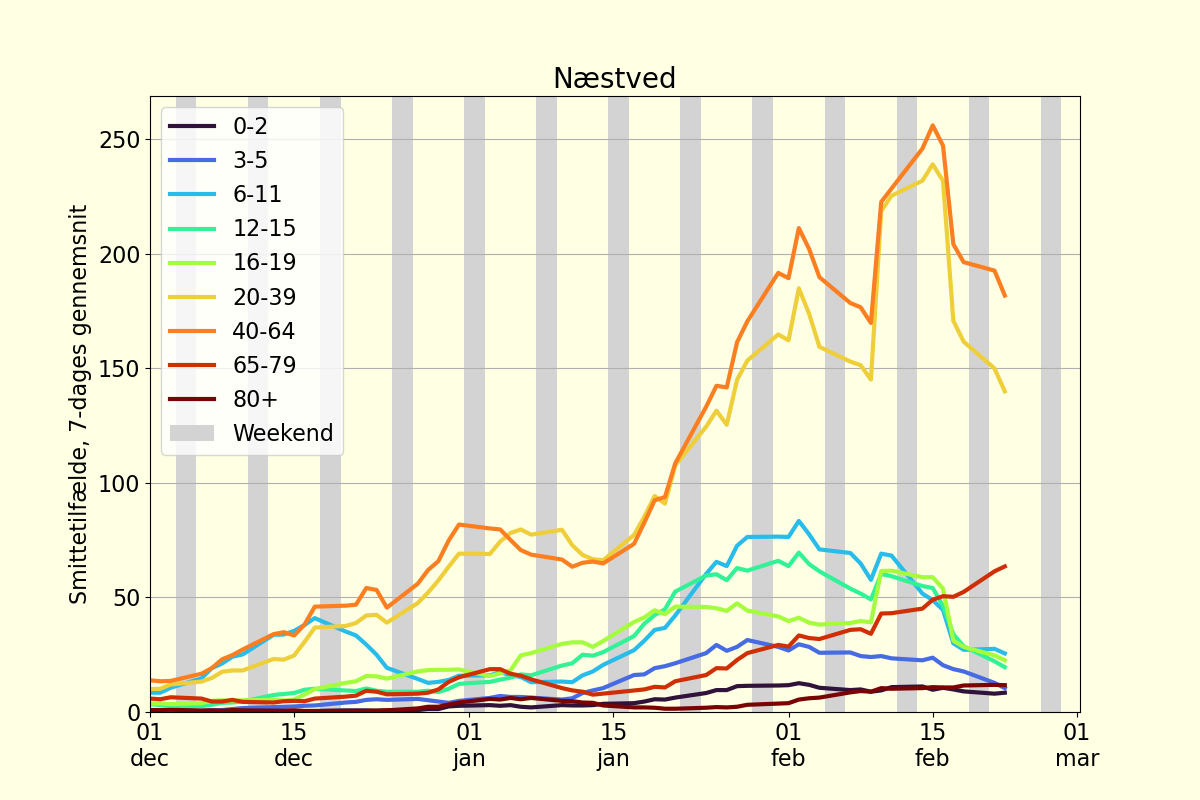 Næstved
Smittetilfælde, 7-dages gennemsnit
250
200
150
100
50
0
0-2
3-5
6-11
12-15
16-19
20-39
40-64
65-79
80+
Weekend
01 dec
15 dec
01 jan
15 jan
01 feb
15 feb
01 mar